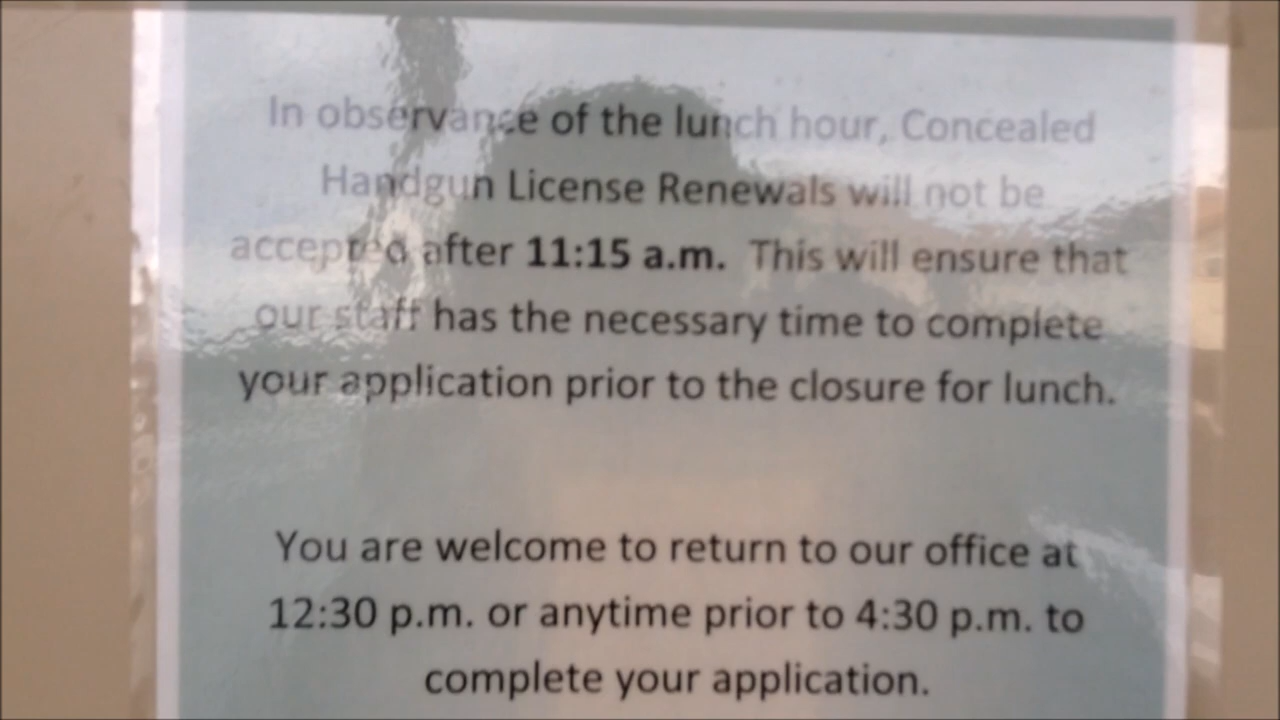 In observance of the lunch hour, Concealed
Handgun License Renewals will not be
accepted after 11:15 a.m. This will ensure that
our staff has the necessary time to complete
your application prior to the closure for lunch.
You are welcome to return to our office at
12:30 p.m. or anytime prior to 4:30 p.m. to
complete your application.